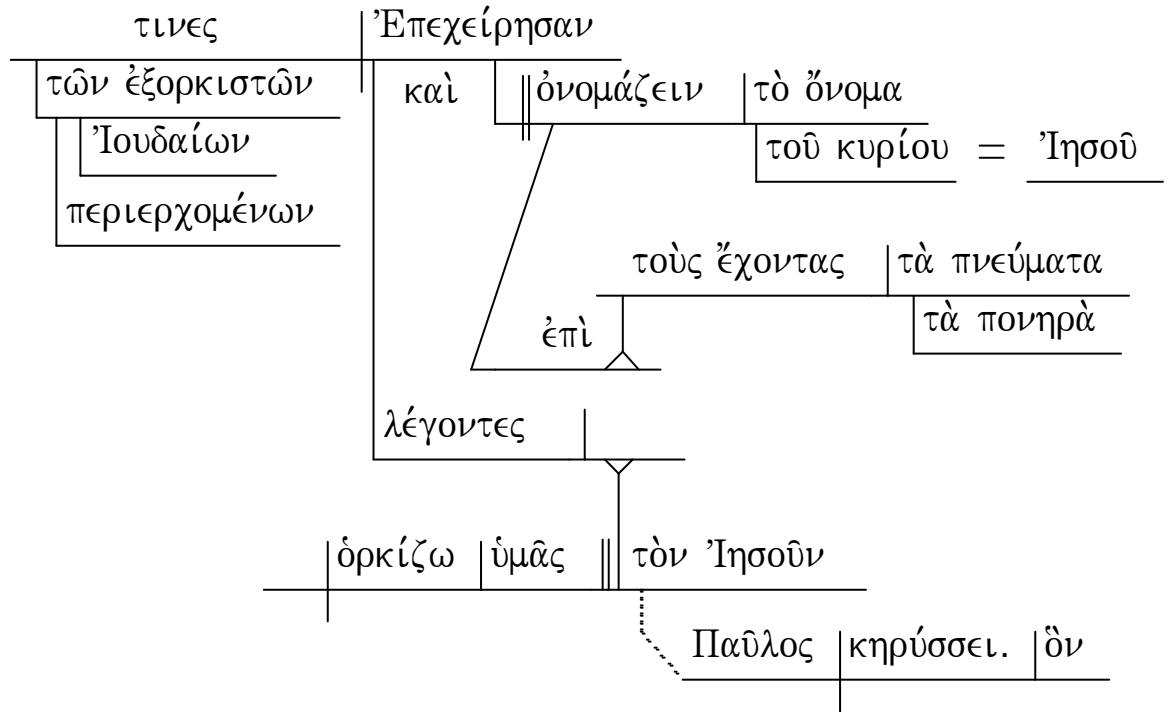 τινες Ἐπεχείρησαν
τῶν ἐξορκιστῶν καὶ ὀνομάζειν τὸ ὄνομα
Ἰουδαίων τοῦ κυρίου = Ἰησοῦ
περιερχομένων
τοὺς ἔχοντας τὰ πνεύματα
ἐπὶ τὰ πονηρὰ
λέγοντες
ὁρκίζω ὑμᾶς τὸν Ἰησοῦν
Παῦλος κηρύσσει. ὃν